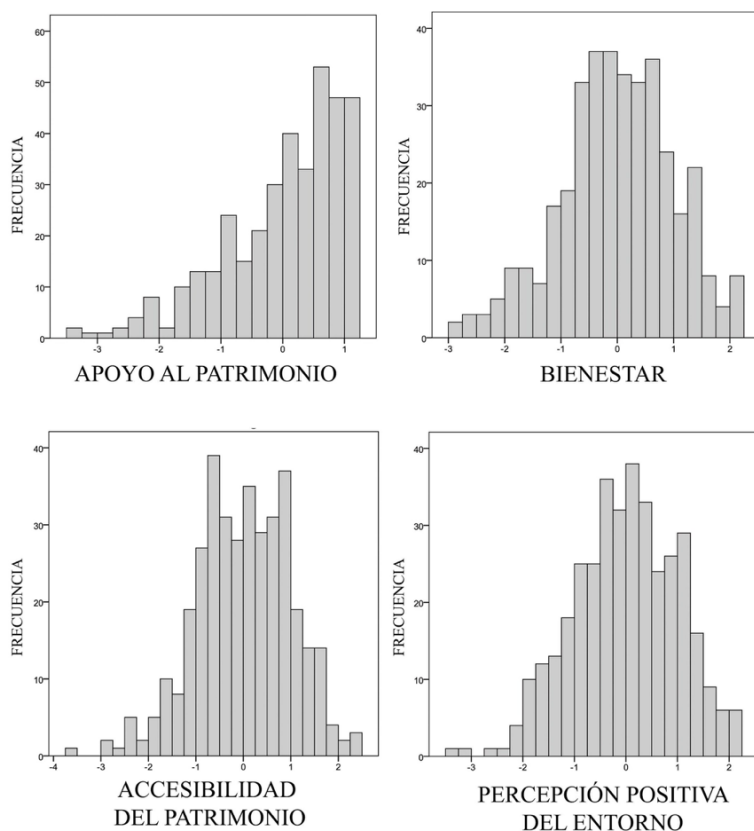 FRECUENCIA
60
50
40
30
20
10
0
-3 -2 -1 0 1
APOYO AL PATRIMONIO
FRECUENCIA
40
30
20
10
0
-3 -2 -1 0 1 2
BIENESTAR
FRECUENCIA
40
30
20
10
0
-4 -3 -2 -1 0 1 2
ACCESIBILIDAD
DEL PATRIMONIO
FRECUENCIA
40
30
20
10
0
-3 -2 -1 0 1 2
PERCEPCIÓN POSITIVA
DEL ENTORNO